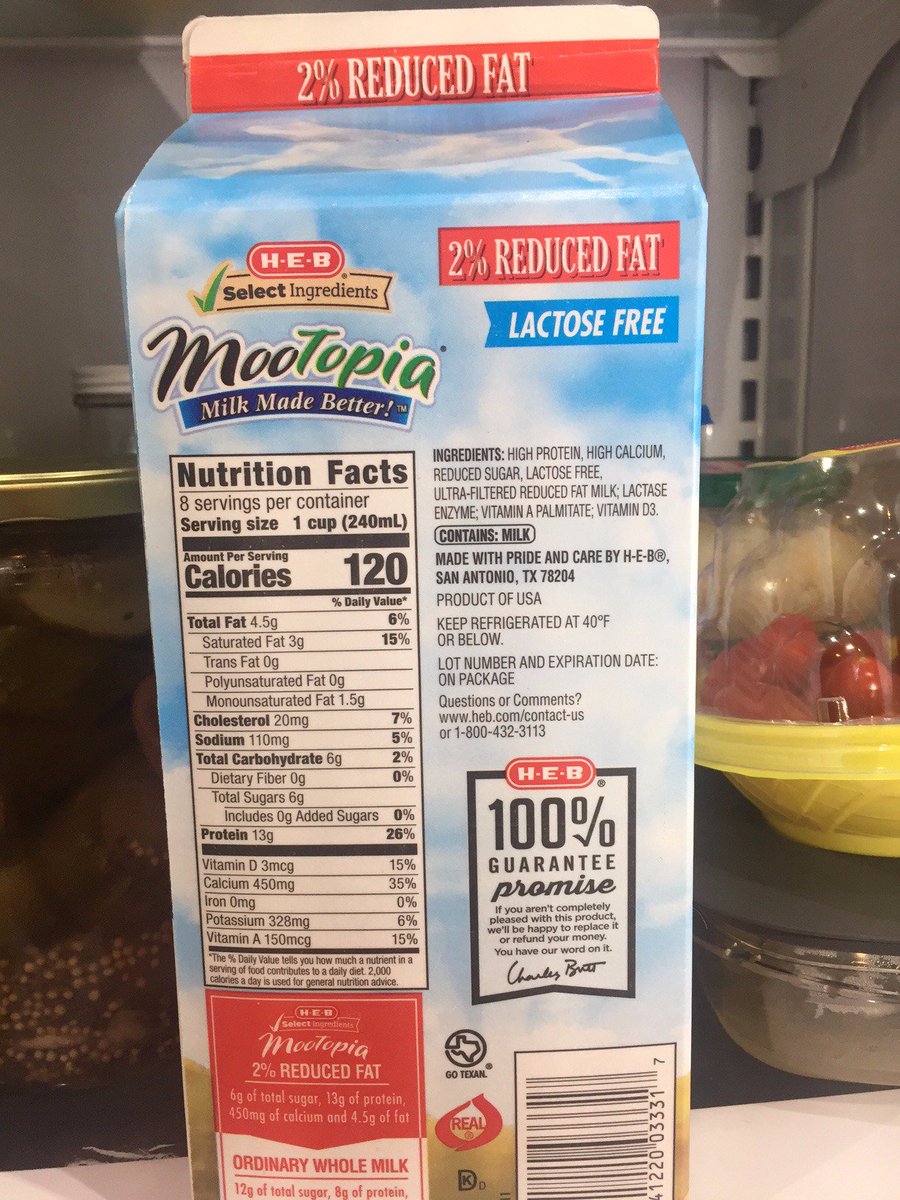 2% REDUCED FAT
H-E-B
Select Ingredients
MooTopia
Milk Made Better!™
2% REDUCED FAT
LACTOSE FREE
Nutrition Facts
8 servings per container
Serving size 1 cup (240mL)
Amount Per Serving
Calories 120
% Daily Value*
Total Fat 4.5g 6%
Saturated Fat 3g 15%
Trans Fat 0g
Polyunsaturated Fat 0g
Monounsaturated Fat 1.5g
Cholesterol 20mg 7%
Sodium 110mg 5%
Total Carbohydrate 6g 2%
Dietary Fiber 0g 0%
Total Sugars 6g
Includes 0g Added Sugars 0%
Protein 13g 26%
Vitamin D 3mcg 15%
Calcium 450mg 35%
Iron 0mg 0%
Potassium 328mg 6%
Vitamin A 150mcg 15%
*The % Daily Value tells you how much a nutrient in a
serving of food contributes to a daily diet. 2,000
calories a day is used for general nutrition advice.
H-E-B
Select Ingredients
MooTopia
2% REDUCED FAT
6g of total sugar, 13g of protein,
450mg of calcium and 4.5g of fat
ORDINARY WHOLE MILK
12g of total sugar, 8g of protein,
INGREDIENTS: HIGH PROTEIN, HIGH CALCIUM,
REDUCED SUGAR, LACTOSE FREE,
ULTRA-FILTERED REDUCED FAT MILK; LACTASE
ENZYME; VITAMIN A PALMITATE; VITAMIN D3.
CONTAINS: MILK
MADE WITH PRIDE AND CARE BY H-E-B®,
SAN ANTONIO, TX 78204
PRODUCT OF USA
KEEP REFRIGERATED AT 40ºF
OR BELOW.
LOT NUMBER AND EXPIRATION DATE:
ON PACKAGE
Questions or Comments?
www.heb.com/contact-us
or 1-800-432-3113
H-E-B®
100%
GUARANTEE
promise
If you aren't completely
pleased with this product,
we'll be happy to replace it
or refund your money.
You have our word on it.
Charles Butt
GO TEXAN.®
REAL®
K D
41220 03331 7